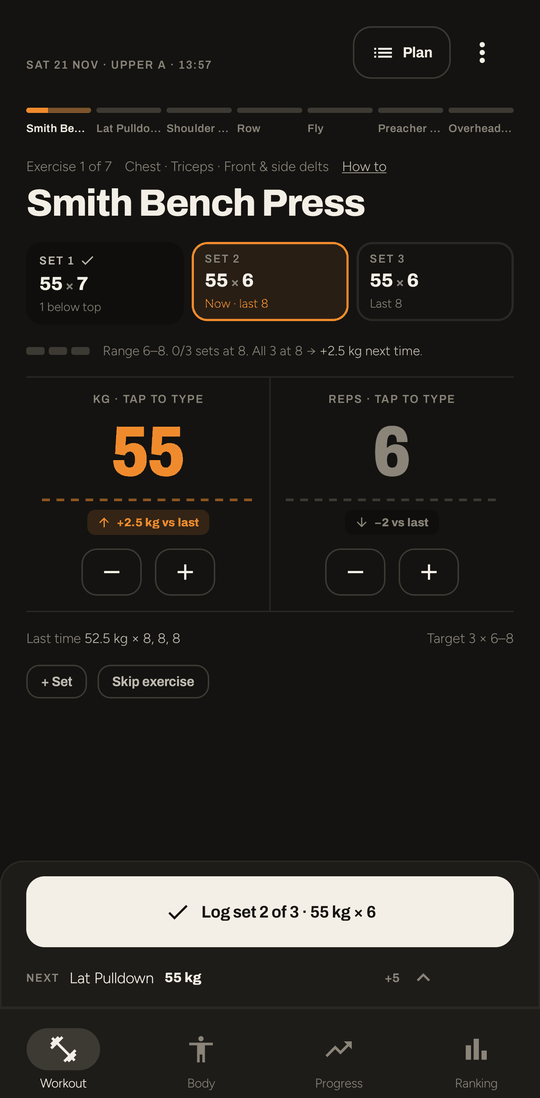 SAT 21 NOV · UPPER A · 13:57
Plan
Smith Be...
Lat Pulldo...
Shoulder ...
Row
Fly
Preacher ...
Overhead...
Exercise 1 of 7 Chest · Triceps · Front & side delts How to
Smith Bench Press
SET 1
55 × 7
1 below top
SET 2
55 × 6
Now · last 8
SET 3
55 × 6
Last 8
Range 6–8. 0/3 sets at 8. All 3 at 8 → +2.5 kg next time.
KG · TAP TO TYPE
55
↑ +2.5 kg vs last
− +
REPS · TAP TO TYPE
6
↓ −2 vs last
− +
Last time 52.5 kg × 8, 8, 8
Target 3 × 6–8
+ Set
Skip exercise
Log set 2 of 3 · 55 kg × 6
NEXT Lat Pulldown 55 kg
+5
Workout
Body
Progress
Ranking